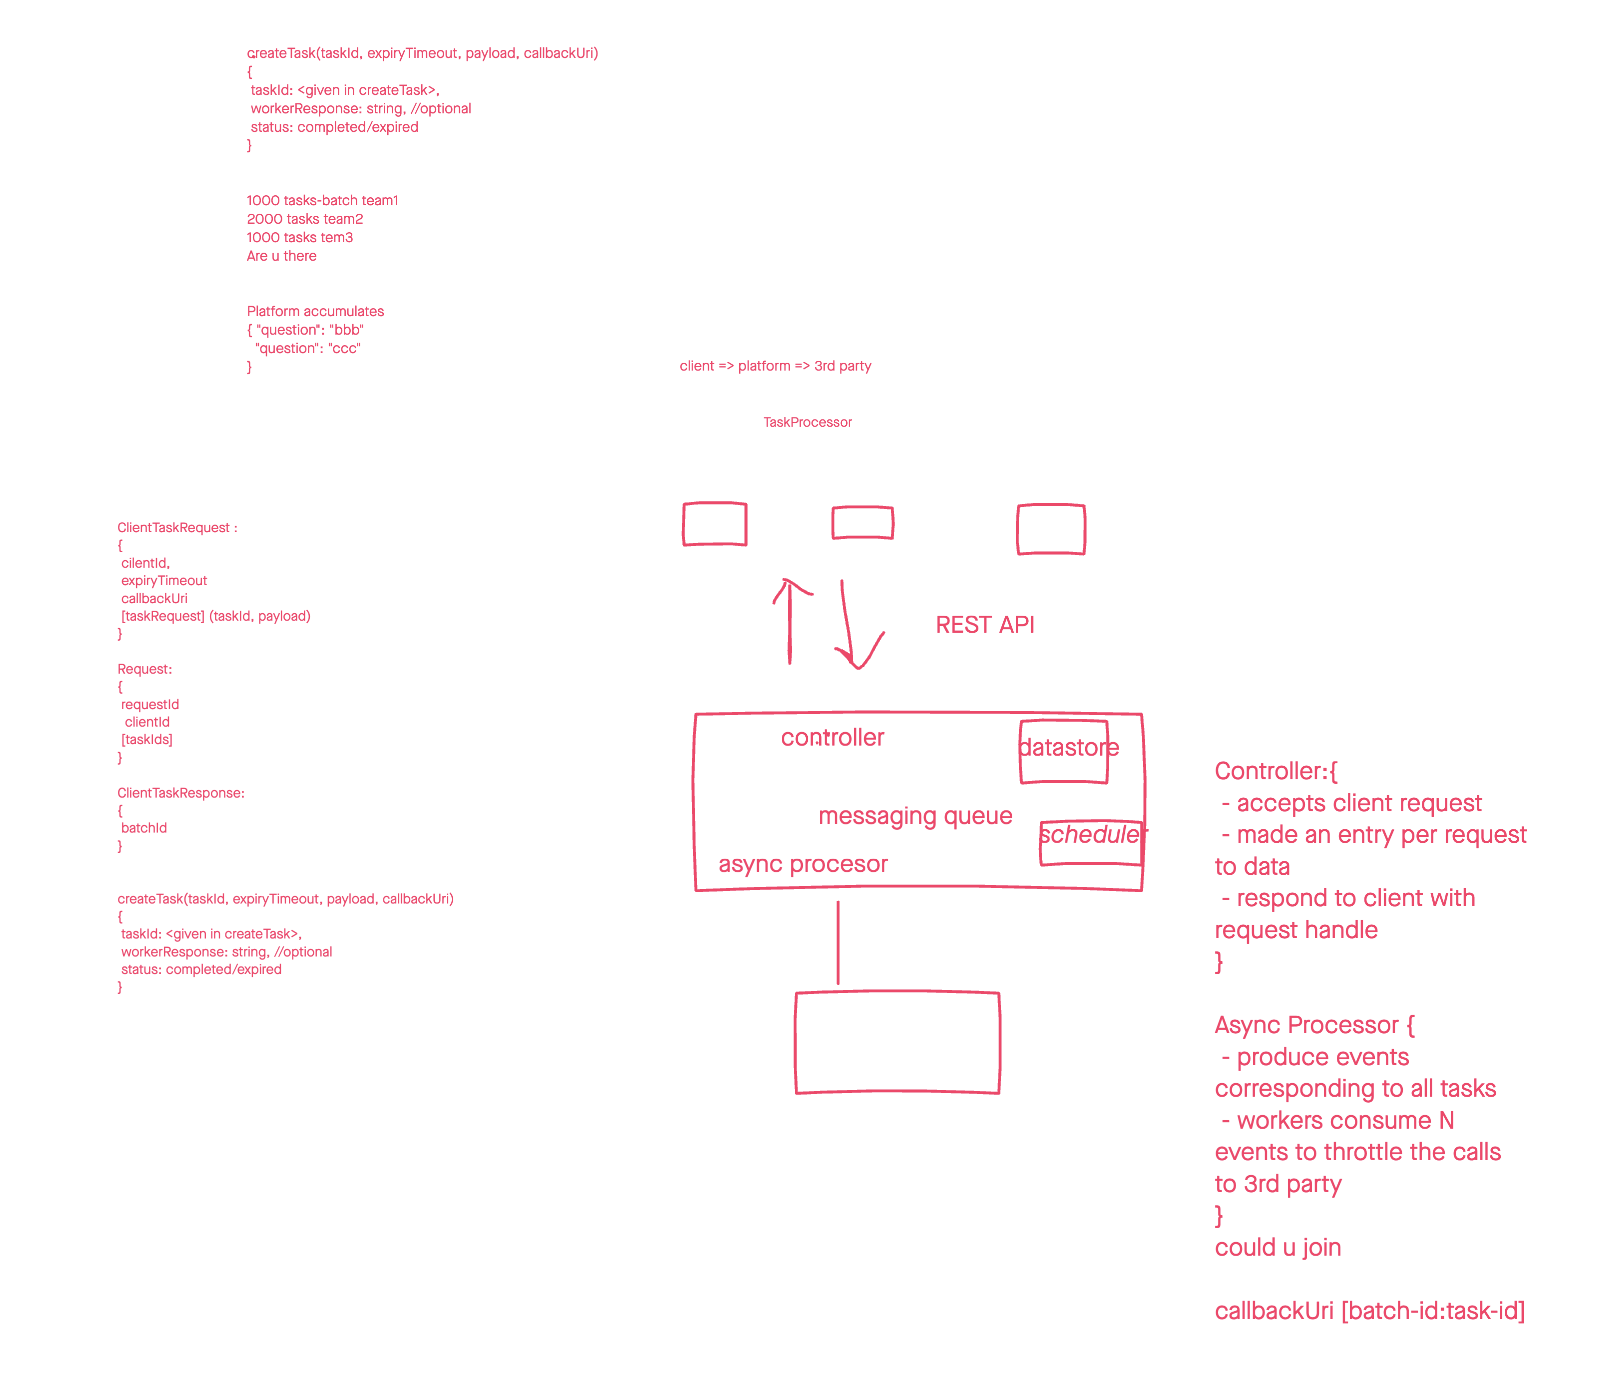 createTask(taskId, expiryTimeout, payload, callbackUri)
{
taskId: <given in createTask>,
workerResponse: string, //optional
status: completed/expired
}
1000 tasks-batch team1
2000 tasks team2
1000 tasks tem3
Are u there
Platform accumulates
{ "question": "bbb"
"question": "ccc"
}
client => platform => 3rd party
TaskProcessor
ClientTaskRequest :
{
cilentId,
expiryTimeout
callbackUri
[taskRequest] (taskId, payload)
}
Request:
{
requestId
clientId
[taskIds]
}
ClientTaskResponse:
{
batchId
}
createTask(taskId, expiryTimeout, payload, callbackUri)
{
taskId: <given in createTask>,
workerResponse: string, //optional
status: completed/expired
}
REST API
controller
datastore
messaging queue
scheduler
async procesor
Controller:{
- accepts client request
- made an entry per request
to data
- respond to client with
request handle
}
Async Processor {
- produce events
corresponding to all tasks
- workers consume N
events to throttle the calls
to 3rd party
}
could u join
callbackUri [batch-id:task-id]